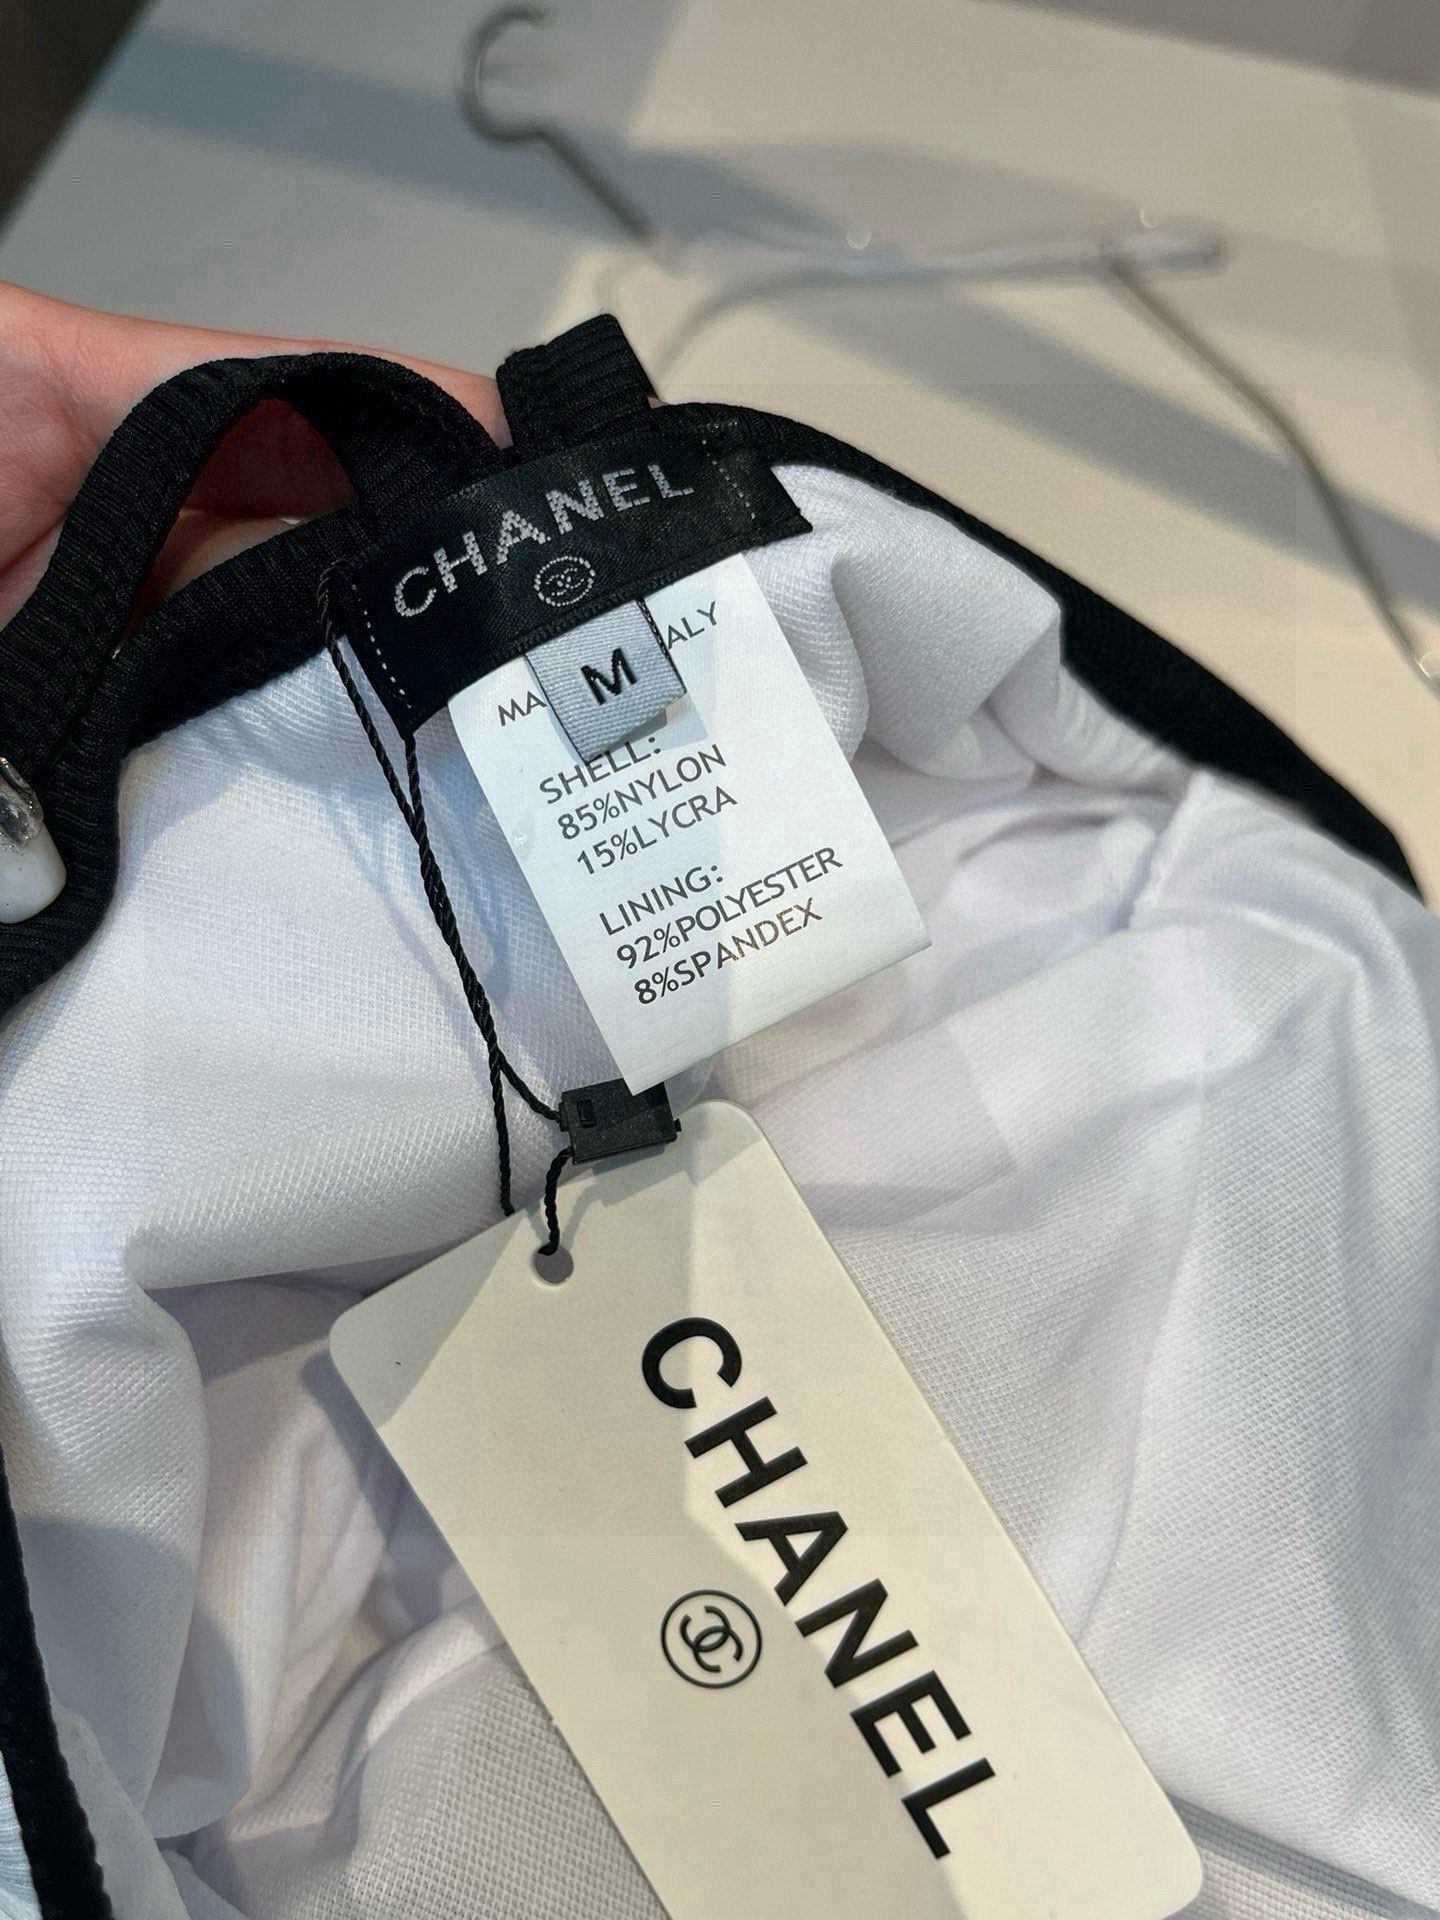 CHANEL
M
MA ALY
SHELL:
85%NYLON
15%LYCRA
LINING:
92%POLYESTER
8%SPANDEX
CHANEL